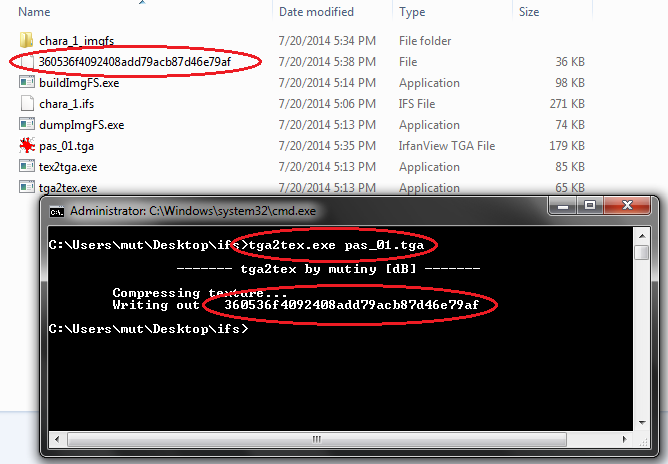 Date modified Type Size
chara_1_imgfs 7/20/2014 5:34 PM File folder
360536f4092408add79acb87d46e79af 7/20/2014 5:38 PM File 36 KB
buildImgFS.exe 7/20/2014 5:14 PM Application 98 KB
chara_1.ifs 7/20/2014 5:06 PM IFS File 271 KB
dumpImgFS.exe 7/20/2014 5:13 PM Application 74 KB
pas_01.tga 7/20/2014 5:35 PM IrfanView TGA File 179 KB
tex2tga.exe 7/20/2014 5:13 PM Application 85 KB
tga2tex.exe 7/20/2014 5:13 PM Application 65 KB
Administrator: C:\Windows\system32\cmd.exe
C:\Users\mut\Desktop\ifs>tga2tex.exe pas_01.tga
------- tga2tex by mutiny [dB] -------
Compressing texture...
Writing out 360536f4092408add79acb87d46e79af
C:\Users\mut\Desktop\ifs>